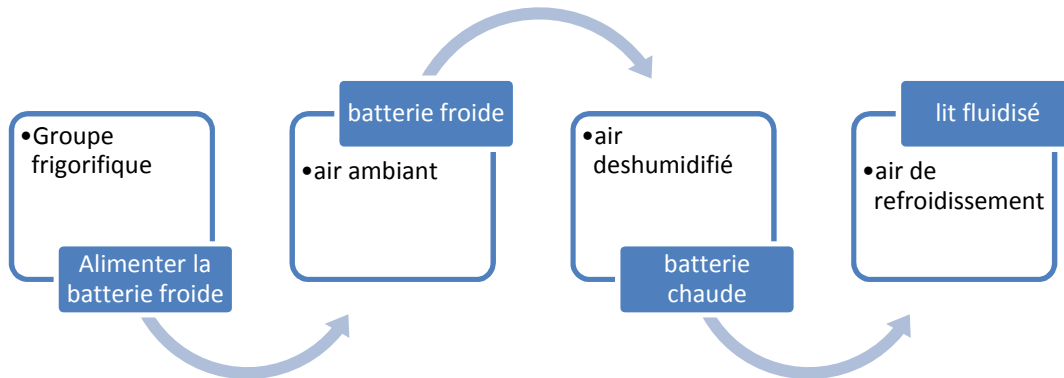 •Groupe
frigorifique
Alimenter la
batterie froide
batterie froide
•air ambiant
•air
deshumidifié
batterie
chaude
lit fluidisé
•air de
refroidissement